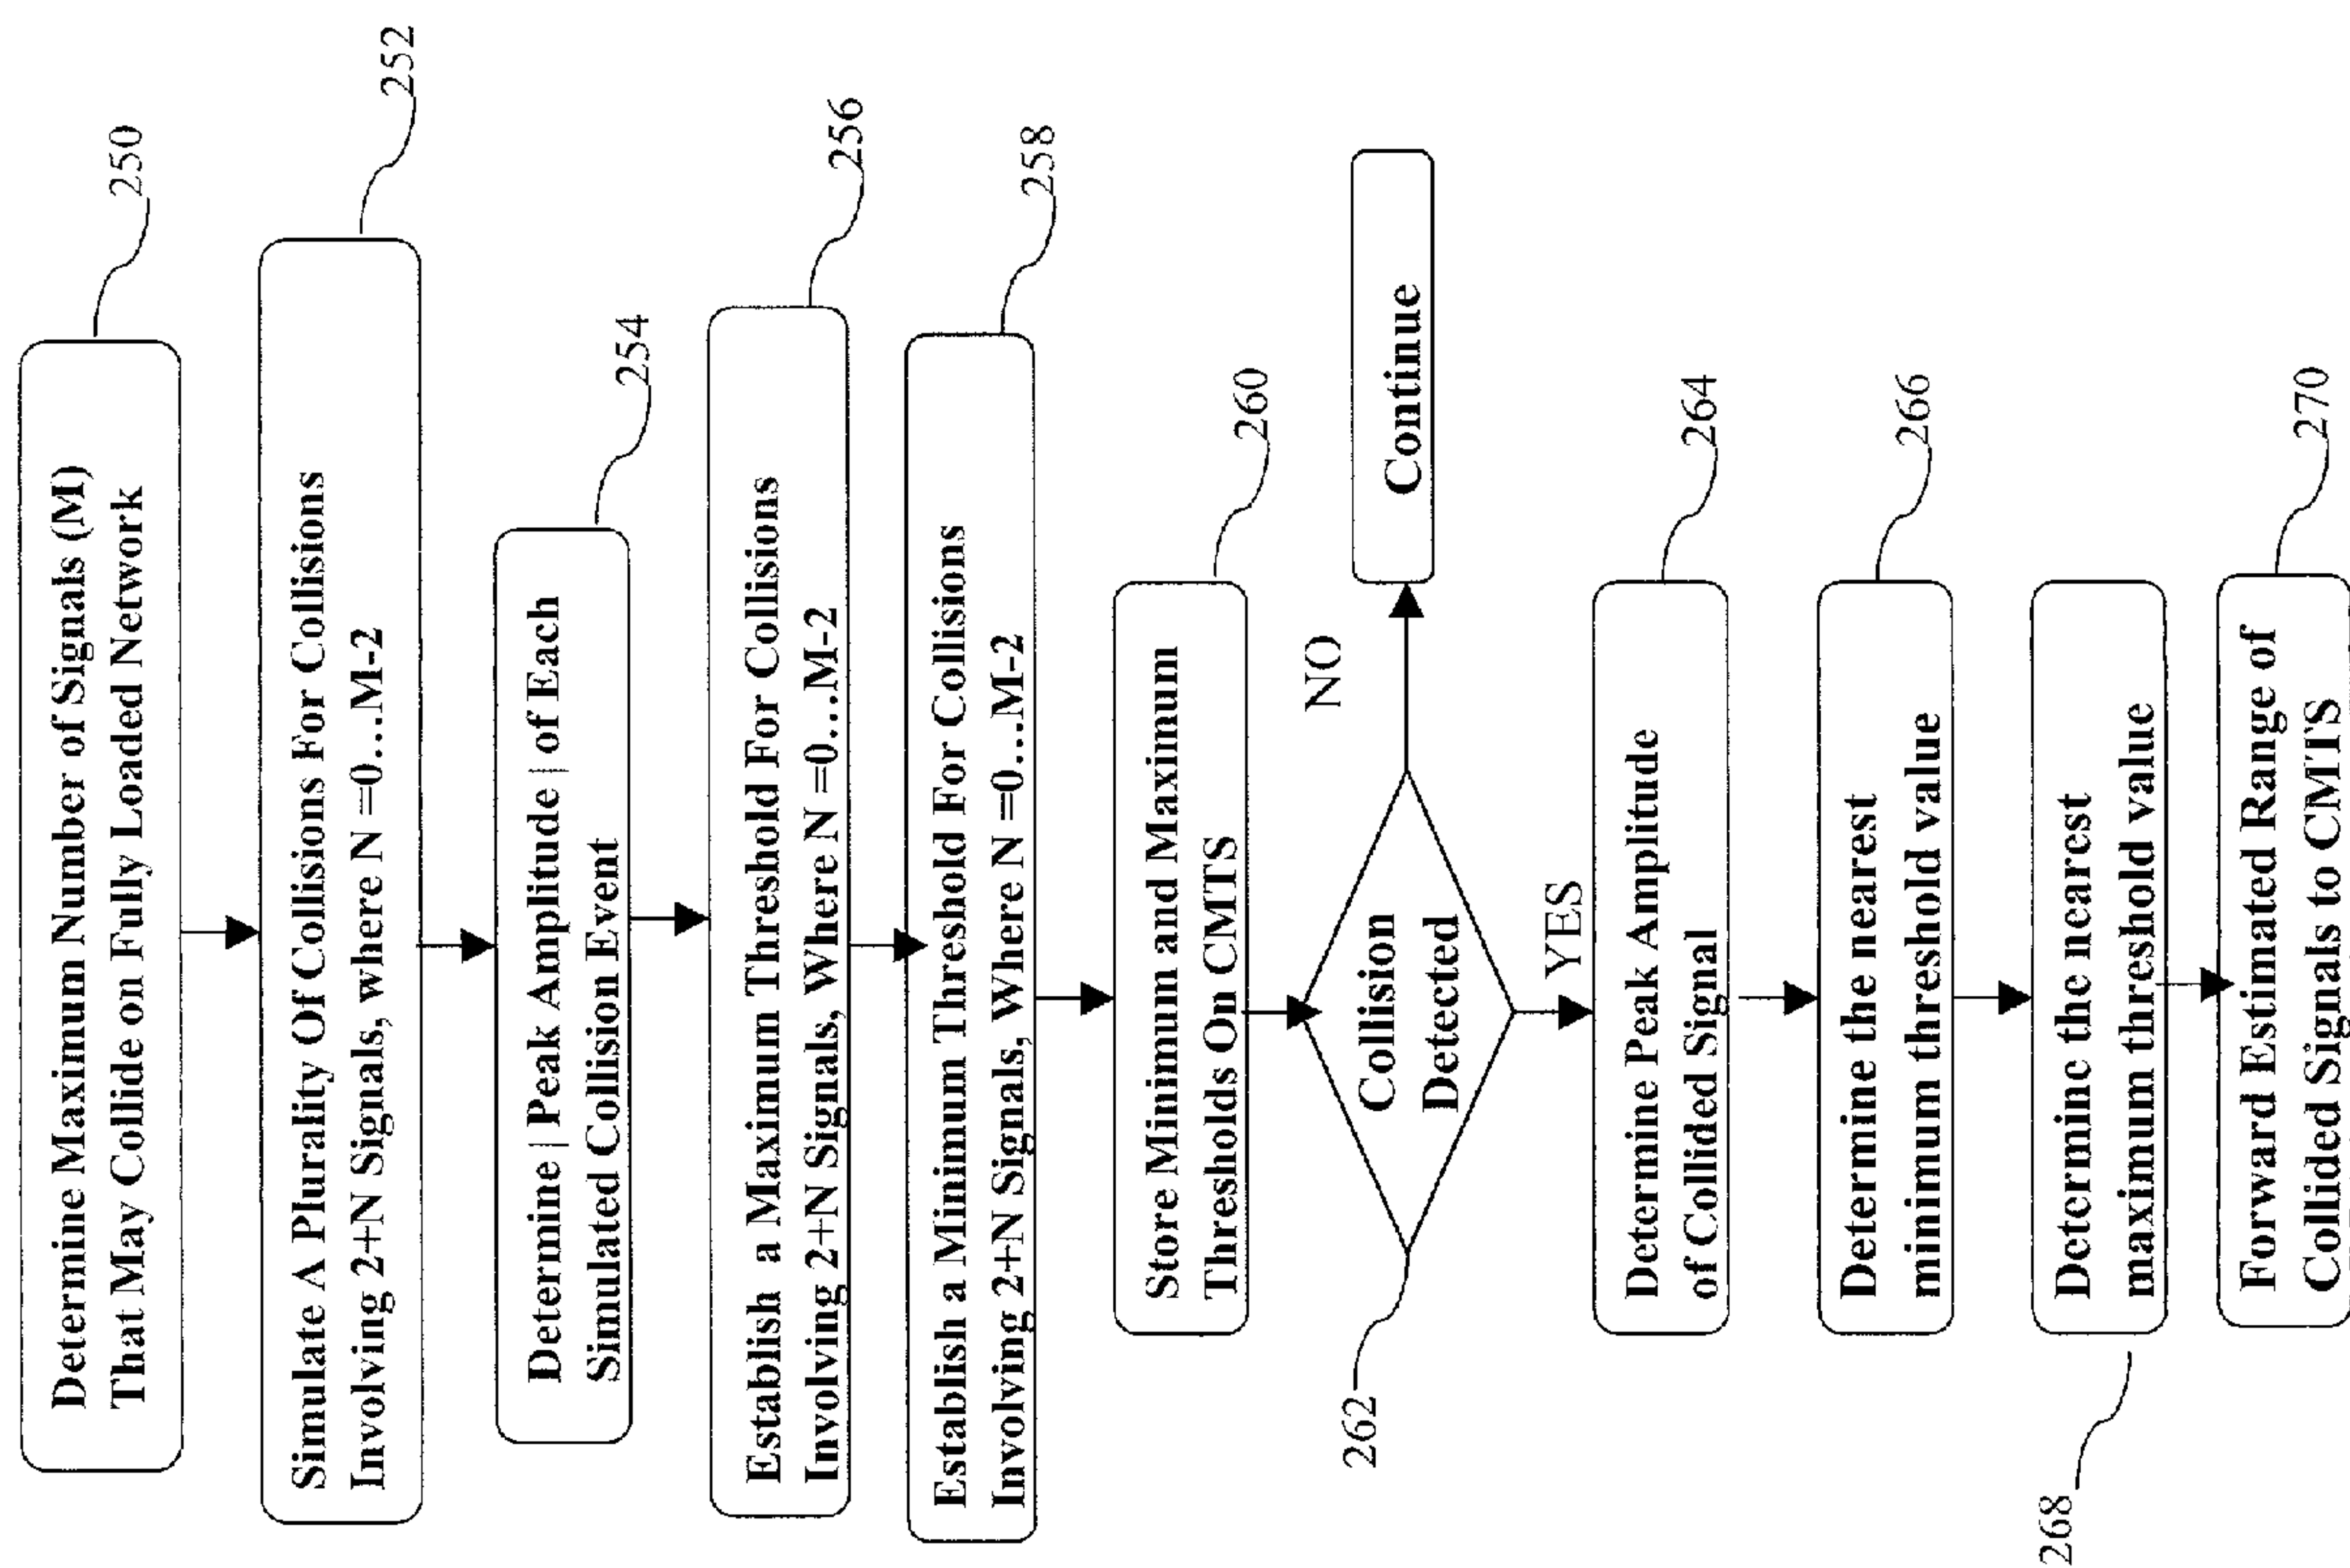 250
Determine Maximum Number of Signals (M)
That May Collide on Fully Loaded Network
252
Simulate A Plurality Of Collisions For Collisions
Involving 2+N Signals, where N =0...M-2
254
Determine | Peak Amplitude | of Each
Simulated Collision Event
256
Establish a Maximum Threshold For Collisions
Involving 2+N Signals, Where N =0...M-2
258
Establish a Minimum Threshold For Collisions
Involving 2+N Signals, Where N =0...M-2
260
Store Minimum and Maximum
Thresholds On CMTS
262
Collision
Detected
NO
Continue
YES
264
Determine Peak Amplitude
of Collided Signal
266
Determine the nearest
minimum threshold value
268
Determine the nearest
maximum threshold value
270
Forward Estimated Range of
Collided Signals to CMTS